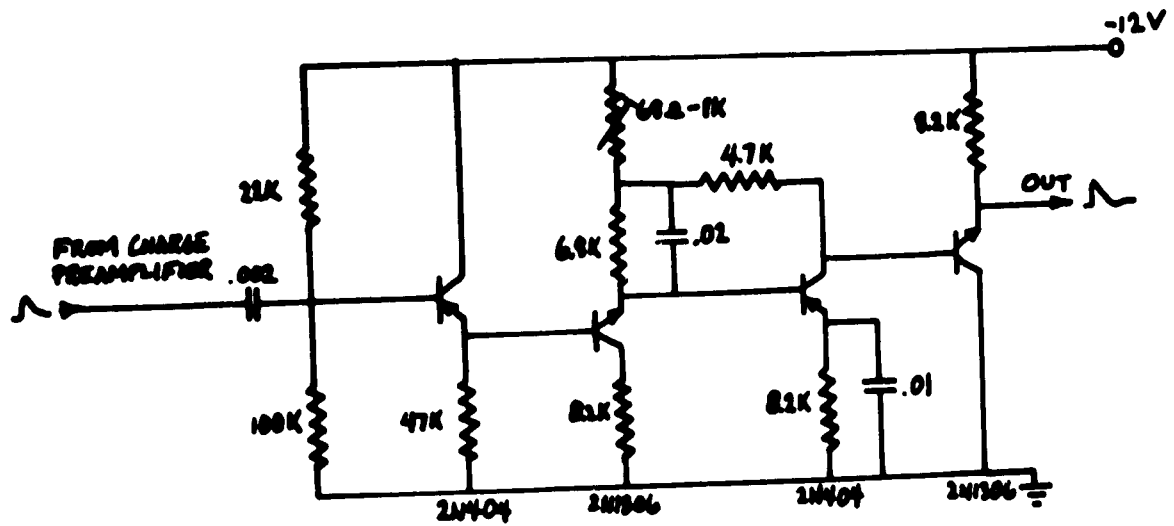 -12V
68Ω-1K
8.2K
4.7K
22K
OUT
6.8K
.02
FROM CHARGE
PREAMPLIFIER
.002
.01
100K
47K
8.2K
8.2K
2N404
2N1306
2N404
2N1306